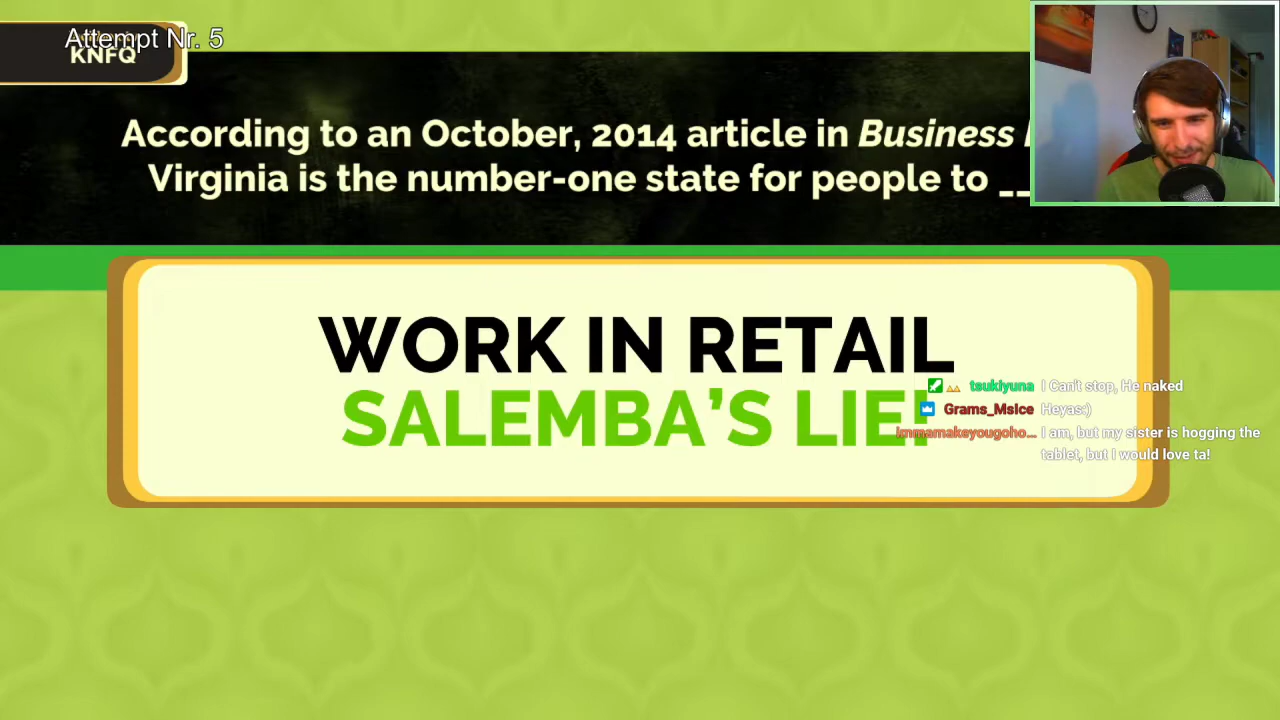 Attempt Nr. 5
KNFQ
According to an October, 2014 article in Business
Virginia is the number-one state for people to __
WORK IN RETAIL
SALEMBA'S LIE!
tsukiyuna I Can't stop, He naked
Grams_Msice Heyas:)
immamakeyougoho... I am, but my sister is hogging the
tablet, but I would love ta!